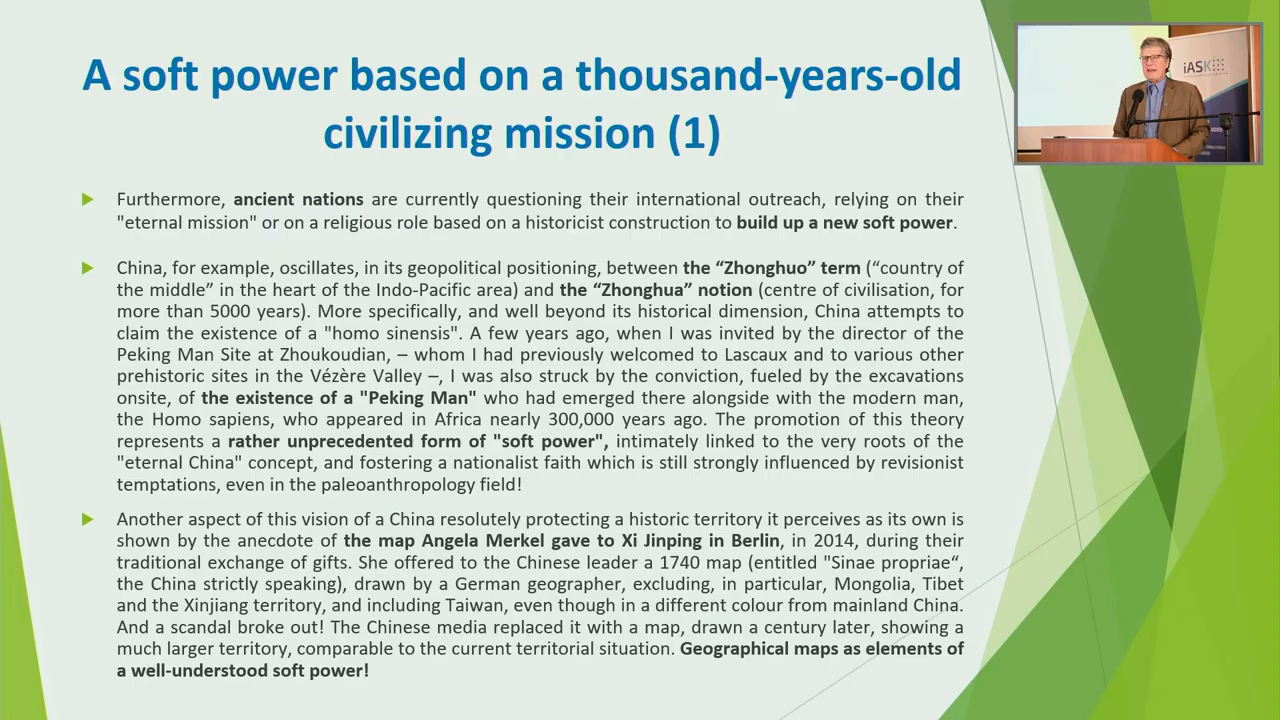 A soft power based on a thousand-years-old
civilizing mission (1)
iASK
Furthermore, ancient nations are currently questioning their international outreach, relying on their
"eternal mission" or on a religious role based on a historicist construction to build up a new soft power.
China, for example, oscillates, in its geopolitical positioning, between the “Zhonghuo” term (“country of
the middle” in the heart of the Indo-Pacific area) and the “Zhonghua” notion (centre of civilisation, for
more than 5000 years). More specifically, and well beyond its historical dimension, China attempts to
claim the existence of a "homo sinensis". A few years ago, when I was invited by the director of the
Peking Man Site at Zhoukoudian, – whom I had previously welcomed to Lascaux and to various other
prehistoric sites in the Vézère Valley –, I was also struck by the conviction, fueled by the excavations
onsite, of the existence of a "Peking Man" who had emerged there alongside with the modern man,
the Homo sapiens, who appeared in Africa nearly 300,000 years ago. The promotion of this theory
represents a rather unprecedented form of "soft power", intimately linked to the very roots of the
"eternal China" concept, and fostering a nationalist faith which is still strongly influenced by revisionist
temptations, even in the paleoanthropology field!
Another aspect of this vision of a China resolutely protecting a historic territory it perceives as its own is
shown by the anecdote of the map Angela Merkel gave to Xi Jinping in Berlin, in 2014, during their
traditional exchange of gifts. She offered to the Chinese leader a 1740 map (entitled "Sinae propriae“,
the China strictly speaking), drawn by a German geographer, excluding, in particular, Mongolia, Tibet
and the Xinjiang territory, and including Taiwan, even though in a different colour from mainland China.
And a scandal broke out! The Chinese media replaced it with a map, drawn a century later, showing a
much larger territory, comparable to the current territorial situation. Geographical maps as elements of
a well-understood soft power!